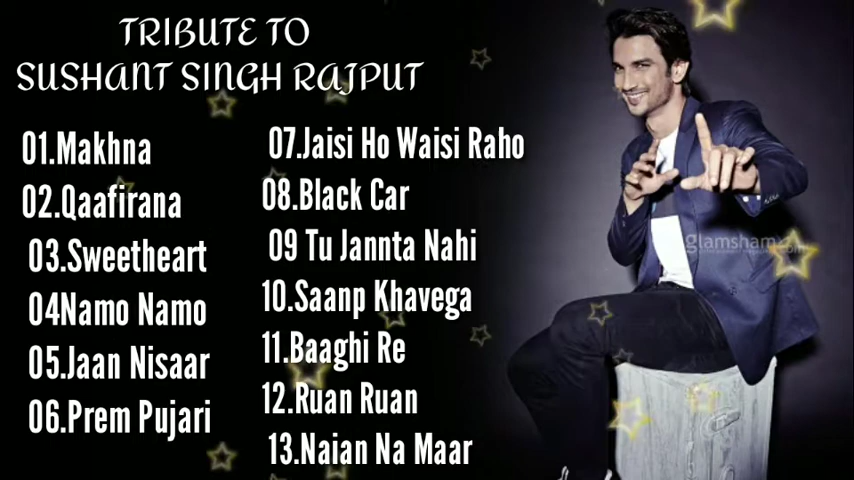 TRIBUTE TO
SUSHANT SINGH RAJPUT
01.Makhna
02.Qaafirana
03.Sweetheart
04Namo Namo
05.Jaan Nisaar
06.Prem Pujari
07.Jaisi Ho Waisi Raho
08.Black Car
09 Tu Jannta Nahi
10.Saanp Khavega
11.Baaghi Re
12.Ruan Ruan
13.Naian Na Maar
glamsham.com